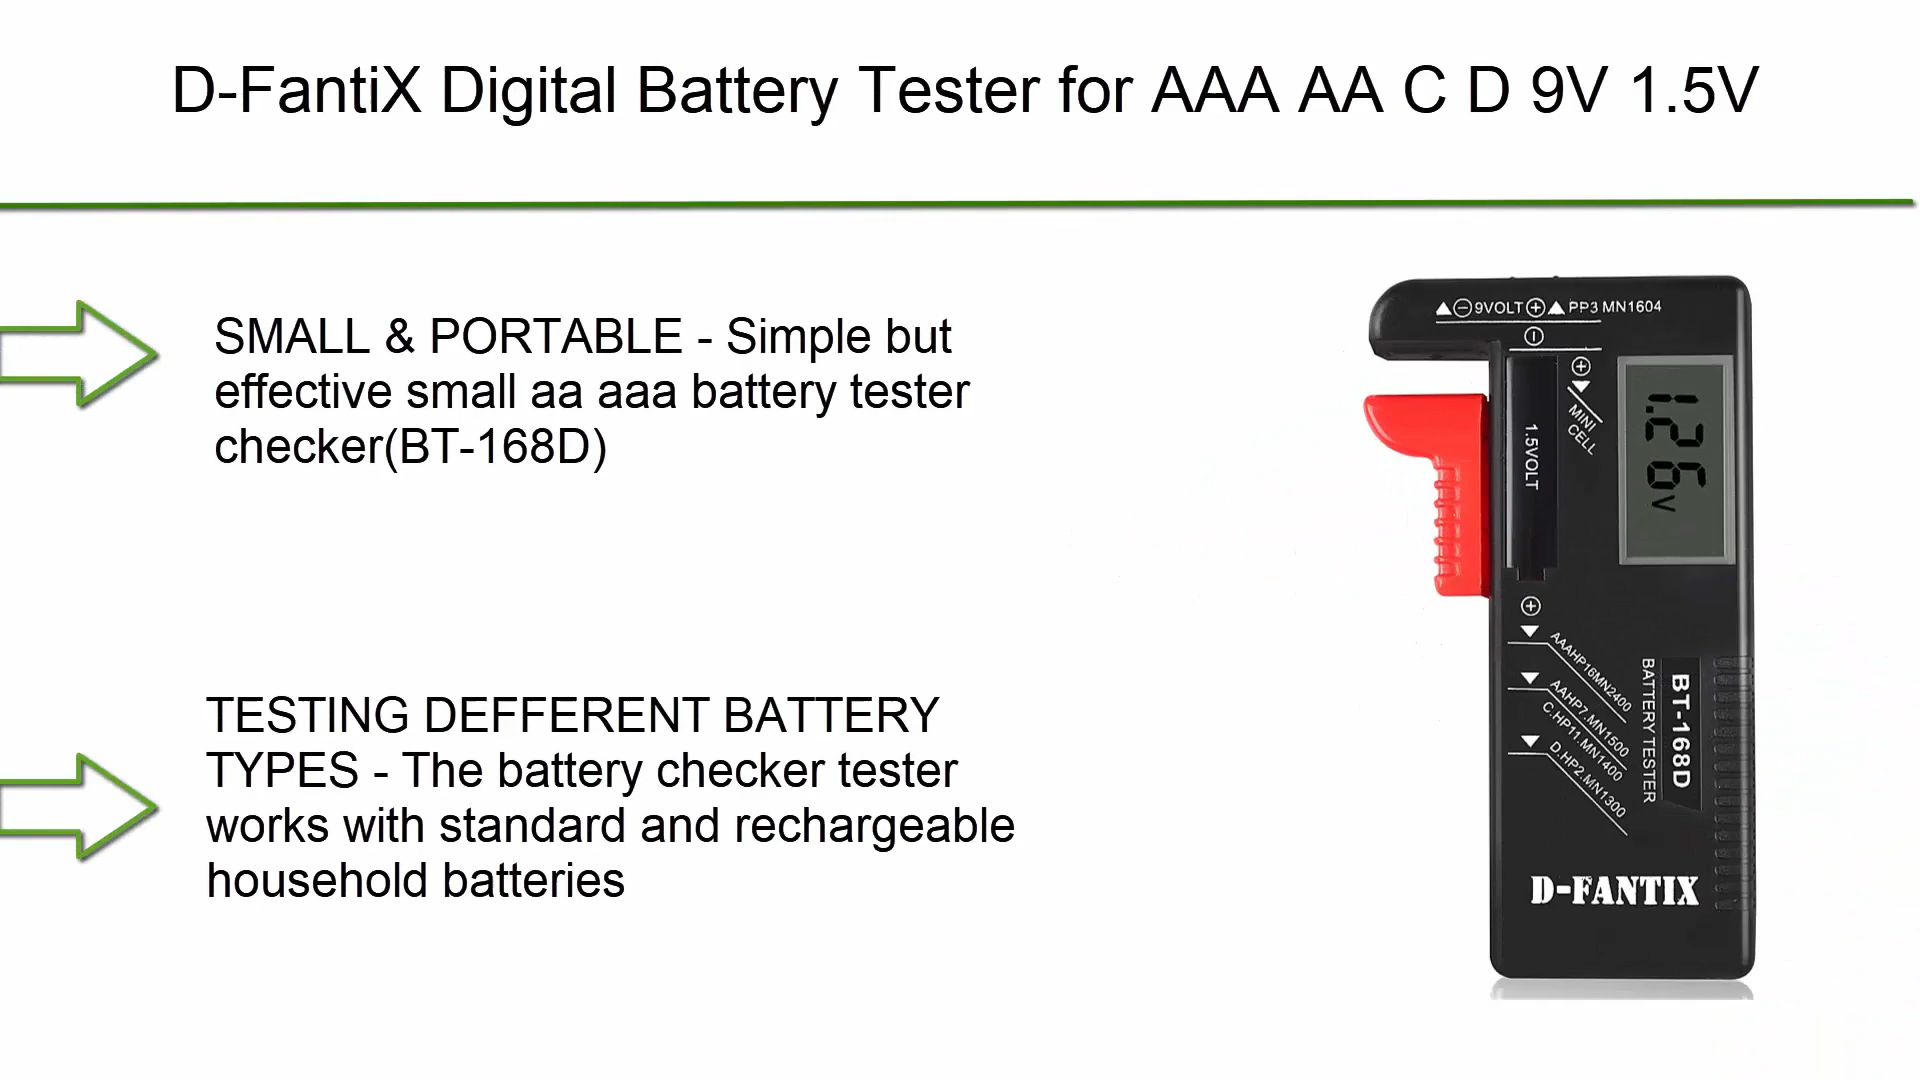 D-FantiX Digital Battery Tester for AAA AA C D 9V 1.5V
SMALL & PORTABLE - Simple but
effective small aa aaa battery tester
checker(BT-168D)
TESTING DEFFERENT BATTERY
TYPES - The battery checker tester
works with standard and rechargeable
household batteries
9VOLT PP3 MN1604
MINI
CELL
1.5VOLT
1.26V
AAAHP16MN2400
AAHP7.MN1500
C.HP11.MN1400
D.HP2.MN1300
BT-168D
BATTERY TESTER
D-FANTIX